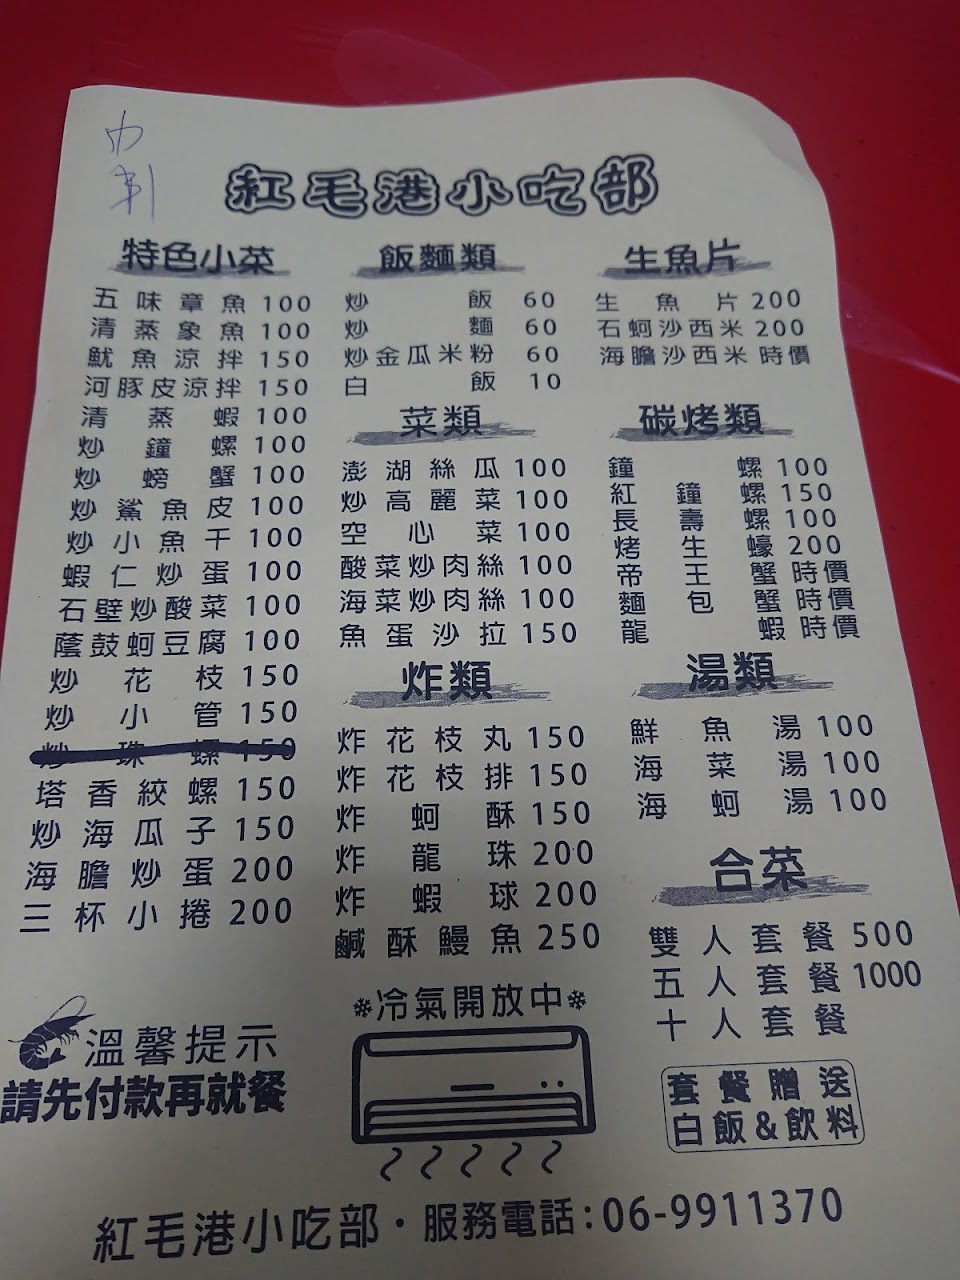 紅毛港小吃部
特色小菜
五味章魚 100
清蒸象魚 100
魷魚涼拌 150
河豚皮涼拌 150
清蒸蝦 100
炒鐘螺 100
炒螃蟹 100
炒鯊魚皮 100
炒小魚干 100
蝦仁炒蛋 100
石壁炒酸菜 100
蔭鼓蚵豆腐 100
炒花枝 150
炒小管 150
炒珠螺 150
塔香絞螺 150
炒海瓜子 150
海膽炒蛋 200
三杯小捲 200
飯麵類
炒飯 60
炒麵 60
炒金瓜米粉 60
白飯 10
菜類
澎湖絲瓜 100
炒高麗菜 100
空心菜 100
酸菜炒肉絲 100
海菜炒肉絲 100
魚蛋沙拉 150
炸類
炸花枝丸 150
炸花枝排 150
炸蚵酥 150
炸龍珠 200
炸蝦球 200
鹹酥鰻魚 250
生魚片
生魚片 200
石蚵沙西米 200
海膽沙西米 時價
碳烤類
鐘螺 100
紅鐘螺 150
長壽螺 100
烤生蠔 200
帝王蟹 時價
麵包蟹 時價
龍蝦 時價
湯類
鮮魚湯 100
海菜湯 100
海蚵湯 100
合菜
雙人套餐 500
五人套餐 1000
十人套餐
套餐贈送
白飯&飲料
溫馨提示
請先付款再就餐
❄冷氣開放中❄
紅毛港小吃部·服務電話:06-9911370